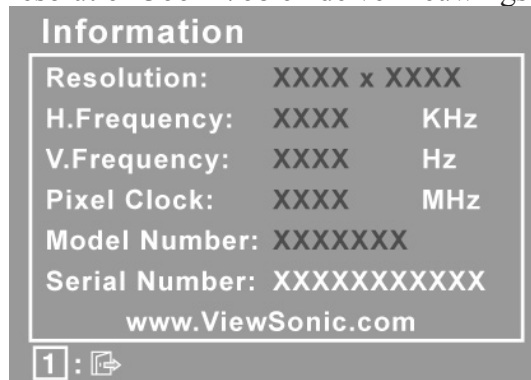 Information
Resolution: XXXX x XXXX
H.Frequency: XXXX KHz
V.Frequency: XXXX Hz
Pixel Clock: XXXX MHz
Model Number: XXXXXXX
Serial Number: XXXXXXXXXXX
www.ViewSonic.com
1 :